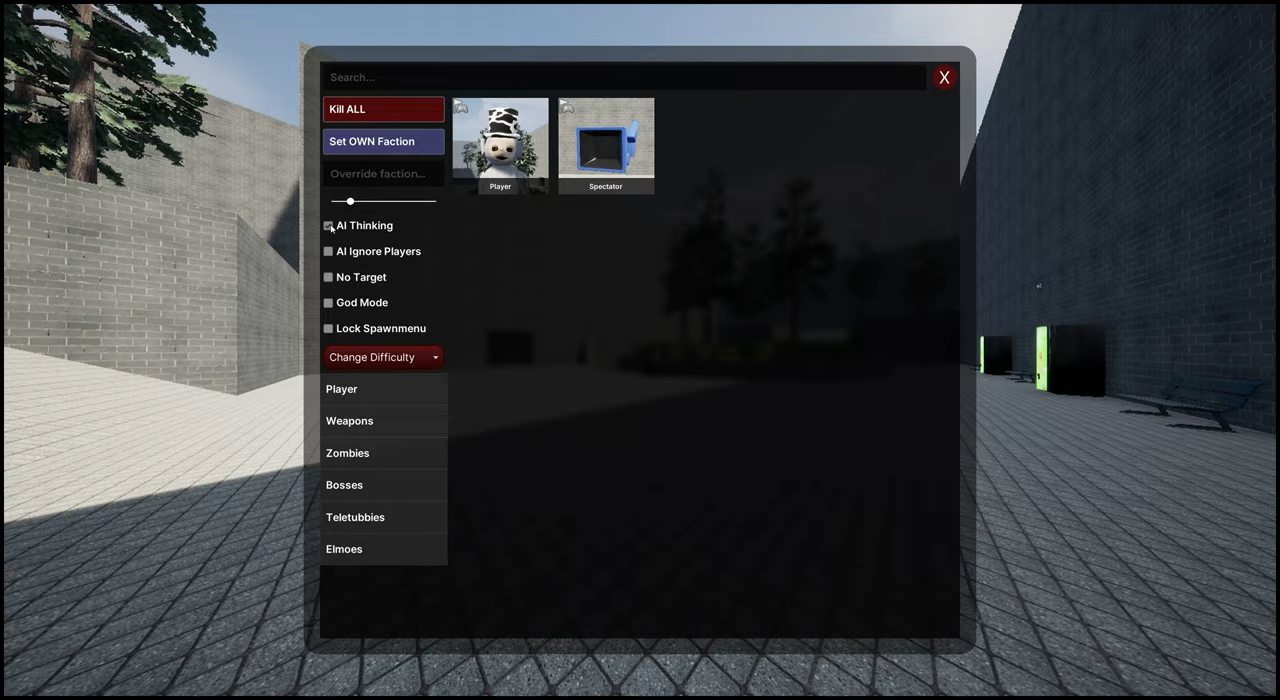 Search...
X
Kill ALL
Set OWN Faction
Override faction...
AI Thinking
AI Ignore Players
No Target
God Mode
Lock Spawnmenu
Change Difficulty
Player
Weapons
Zombies
Bosses
Teletubbies
Elmoes
Player
Spectator